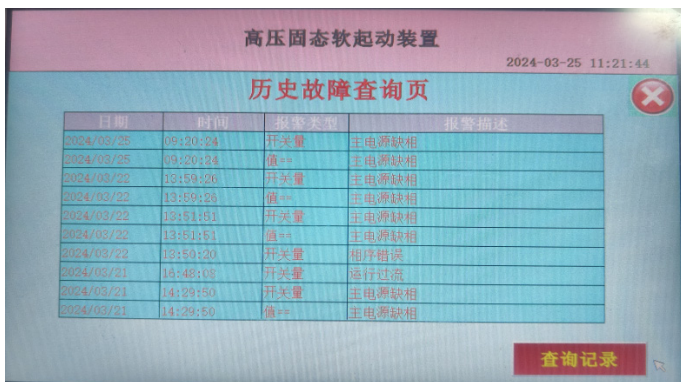 高压固态软起动装置
2024-03-25 11:21:44
历史故障查询页
日期 时间 报警类型 报警描述
2024/03/25 09:20:24 开关量 主电源缺相
2024/03/25 09:20:24 值== 主电源缺相
2024/03/22 13:59:26 开关量 主电源缺相
2024/03/22 13:59:26 值== 主电源缺相
2024/03/22 13:51:51 开关量 主电源缺相
2024/03/22 13:51:51 值== 主电源缺相
2024/03/22 13:50:20 开关量 相序错误
2024/03/21 16:48:08 开关量 运行过流
2024/03/21 14:29:50 开关量 主电源缺相
2024/03/21 14:29:50 值== 主电源缺相
查询记录